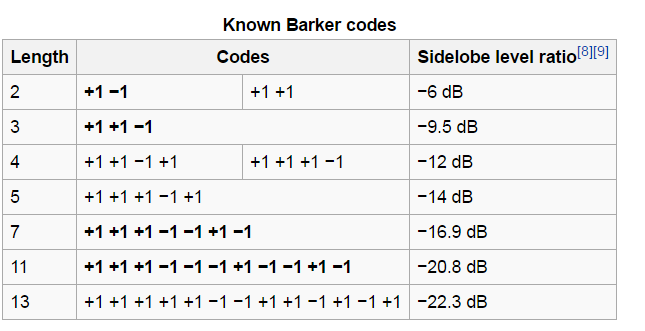 Known Barker codes
Length Codes Sidelobe level ratio[8][9]
2 +1 −1 +1 +1 −6 dB
3 +1 +1 −1 −9.5 dB
4 +1 +1 −1 +1 +1 +1 +1 −1 −12 dB
5 +1 +1 +1 −1 +1 −14 dB
7 +1 +1 +1 −1 −1 +1 −1 −16.9 dB
11 +1 +1 +1 −1 −1 −1 +1 −1 −1 +1 −1 −20.8 dB
13 +1 +1 +1 +1 +1 −1 −1 +1 +1 −1 +1 −1 +1 −22.3 dB